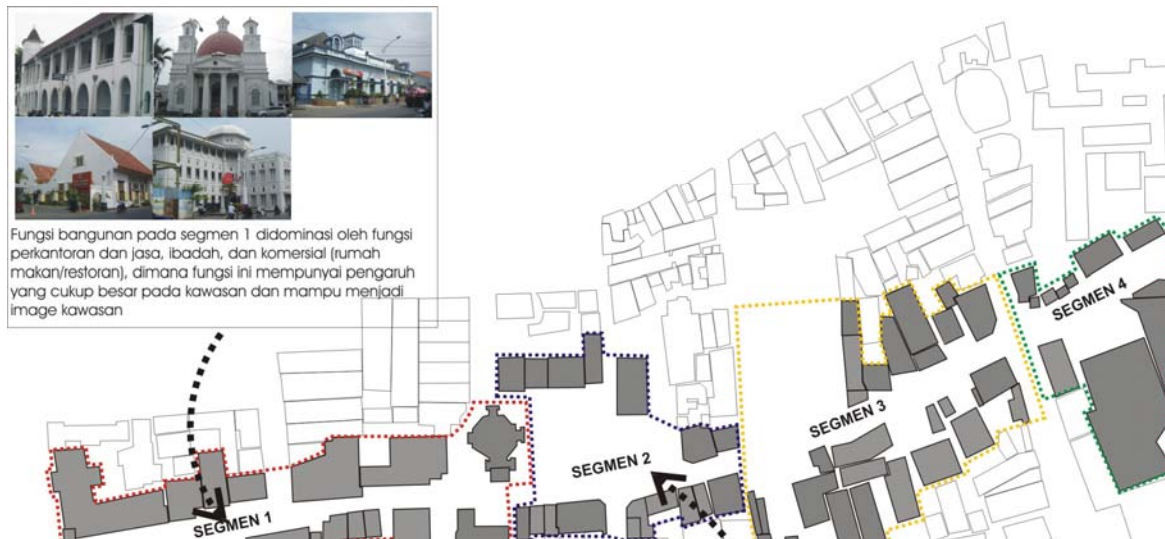 Fungsi bangunan pada segmen 1 didominasi oleh fungsi
perkantoran dan jasa, ibadah, dan komersial (rumah
makan/restoran), dimana fungsi ini mempunyai pengaruh
yang cukup besar pada kawasan dan mampu menjadi
image kawasan
SEGMEN 4
SEGMEN 3
SEGMEN 2
SEGMEN 1